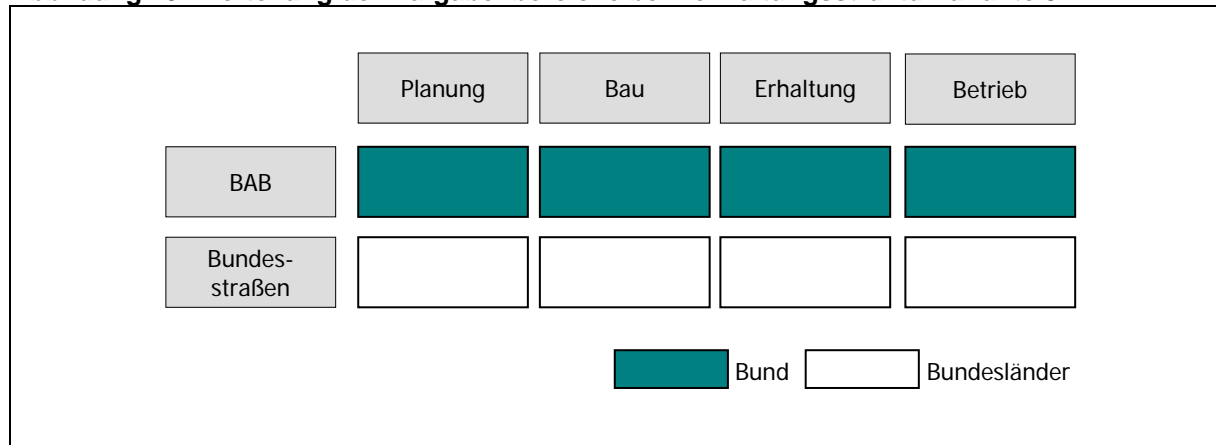 Planung Bau Erhaltung Betrieb
BAB
Bundes-
straßen
Bund Bundesländer